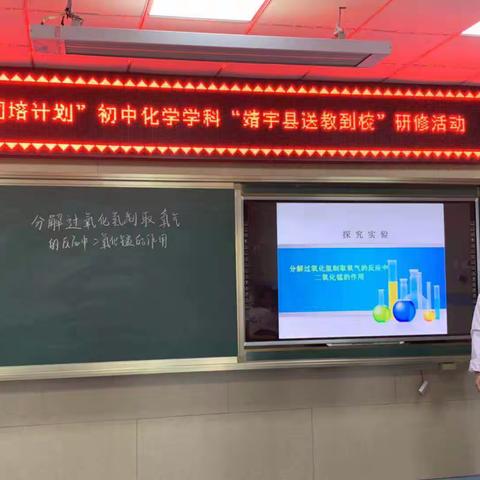 培计划”初中化学学科“靖宇县送教到校”研修活动
分解过氧化氢制取氧气
的反应中二氧化锰的作用
探究实验
分解过氧化氢制取氧气的反应中
二氧化锰的作用